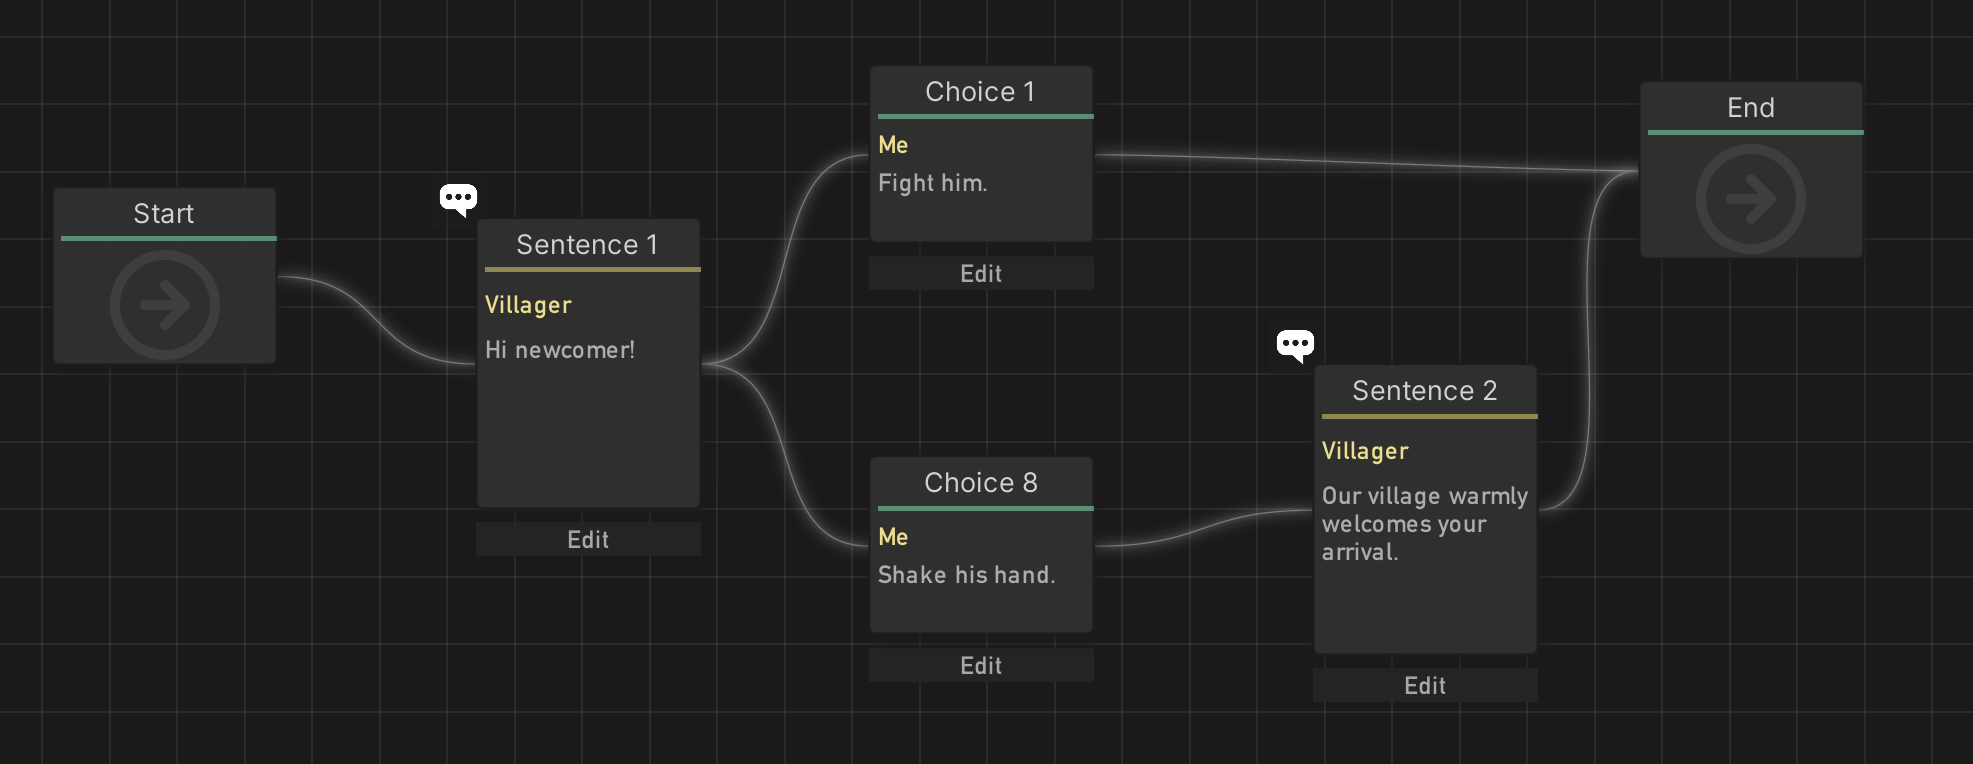 Start
Sentence 1
Villager
Hi newcomer!
Edit
Choice 1
Me
Fight him.
Edit
Choice 8
Me
Shake his hand.
Edit
Sentence 2
Villager
Our village warmly
welcomes your
arrival.
Edit
End